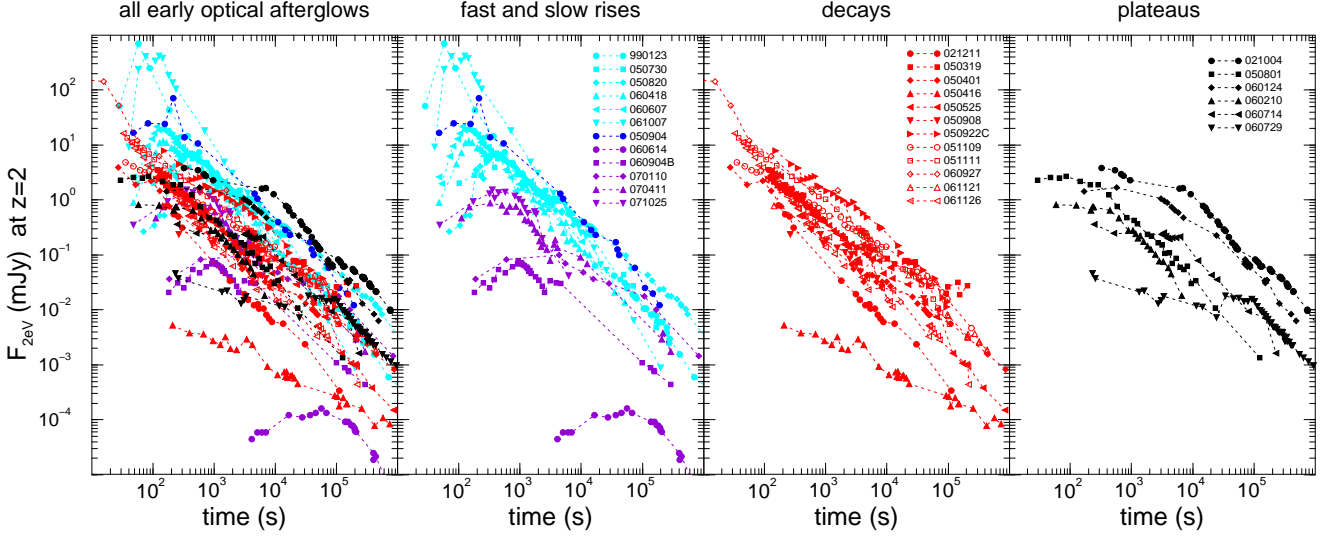 all early optical afterglows
fast and slow rises
decays
plateaus
F2eV (mJy) at z=2
10^2
10^1
10^0
10^-1
10^-2
10^-3
10^-4
990123
050730
050820
060418
060607
061007
050904
060614
060904B
070110
070411
071025
021211
050319
050401
050416
050525
050908
050922C
051109
051111
060927
061121
061126
021004
050801
060124
060210
060714
060729
10^2 10^3 10^4 10^5
10^2 10^3 10^4 10^5
10^2 10^3 10^4 10^5
10^2 10^3 10^4 10^5
time (s)
time (s)
time (s)
time (s)